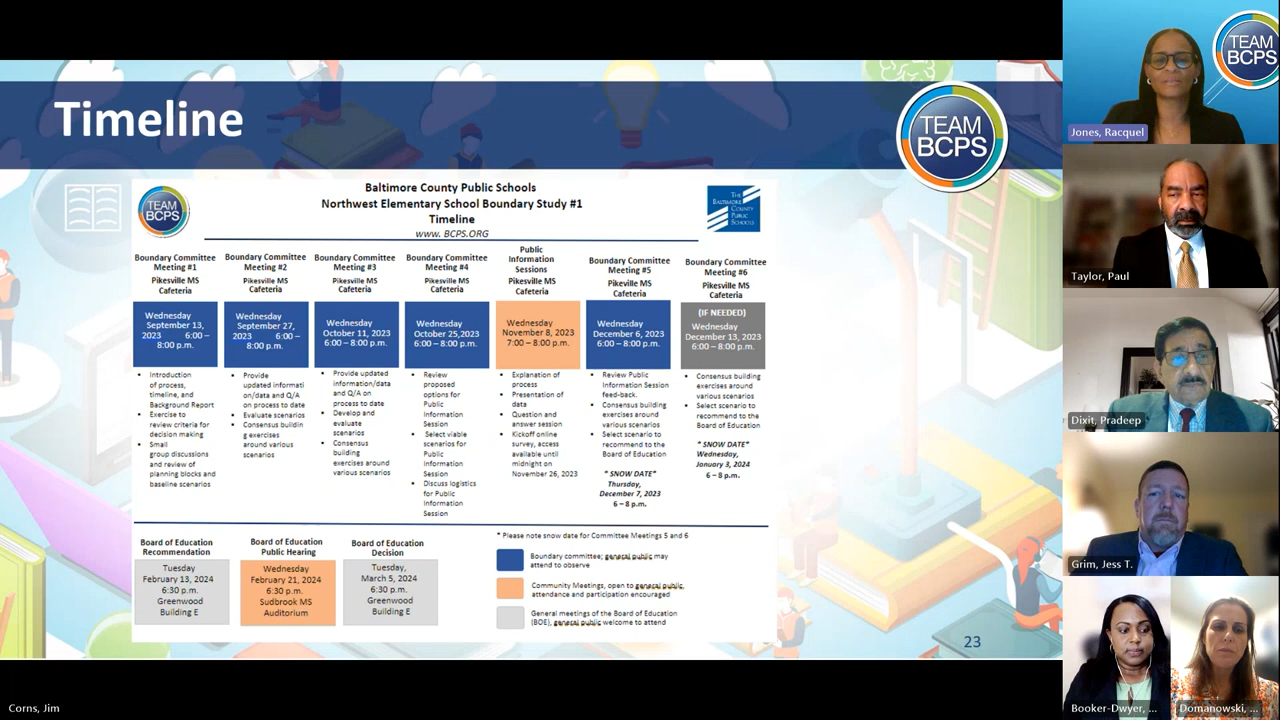 Timeline
TEAM
BCPS
TEAM
BCPS
Baltimore County Public Schools
Northwest Elementary School Boundary Study #1
Timeline
www. BCPS.ORG
THE
BALTIMORE
COUNTY
PUBLIC
SCHOOLS
Boundary Committee
Meeting #1
Pikesville MS
Cafeteria
Wednesday
September 13,
2023 6:00 –
8:00 p.m.
Introduction
of process,
timeline, and
Background Report
Exercise to
review criteria for
decision making
Small
group discussions
and review of
planning blocks and
baseline scenarios
Boundary Committee
Meeting #2
Pikesville MS
Cafeteria
Wednesday
September 27,
2023 6:00 –
8:00 p.m.
Provide
updated informati
on/data and Q/A
on process to date
Evaluate scenarios
Consensus buildin
g exercises
around various
scenarios
Boundary Committee
Meeting #3
Pikesville MS
Cafeteria
Wednesday
October 11, 2023
6:00 – 8:00 p.m.
Provide updated
information/data
and Q/A on
process to date
Develop and
evaluate
scenarios
Consensus
building
exercises around
various scenarios
Boundary Committee
Meeting #4
Pikesville MS
Cafeteria
Wednesday
October 25,2023
6:00 – 8:00 p.m.
Review
proposed
options for
Public
Information
Session
Select viable
scenarios for
Public
Information
Session
Discuss logistics
for Public
Information
Session
Public
Information
Sessions
Pikesville MS
Cafeteria
Wednesday
November 8, 2023
7:00 – 8:00 p.m.
Explanation of
process
Presentation of
data
Question and
answer session
Kickoff online
survey, access
available until
midnight on
November 26, 2023
Boundary Committee
Meeting #5
Pikeville MS
Cafeteria
Wednesday
December 6, 2023
6:00 – 8:00 p.m.
Review Public
Information Session
feed-back.
Consensus building
exercises around
various scenarios
Select scenario to
recommend to the
Board of Education
* SNOW DATE*
Thursday,
December 7, 2023
6 – 8 p.m.
Boundary Committee
Meeting #6
Pikesville MS
Cafeteria
(IF NEEDED)
Wednesday
December 13, 2023
6:00 – 8:00 p.m.
Consensus building
exercises around
various scenarios
Select scenario to
recommend to the
Board of Education
* SNOW DATE*
Wednesday,
January 3, 2024
6 – 8 p.m.
Board of Education
Recommendation
Tuesday
February 13, 2024
6:30 p.m.
Greenwood
Building E
Board of Education
Public Hearing
Wednesday
February 21, 2024
6:30 p.m.
Sudbrook MS
Auditorium
Board of Education
Decision
Tuesday,
March 5, 2024
6:30 p.m.
Greenwood
Building E
* Please note snow date for Committee Meetings 5 and 6
Boundary committee; general public may
attend to observe
Community Meetings, open to general public,
attendance and participation encouraged
General meetings of the Board of Education
(BOE), general public welcome to attend
23
TEAM
BCPS
Jones, Racquel
Taylor, Paul
Dixit, Pradeep
Grim, Jess T.
Booker-Dwyer, ...
Domanowski, ...
Corns, Jim